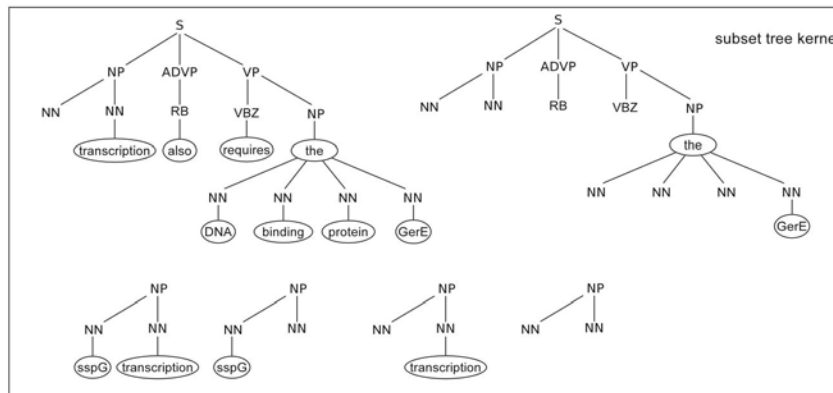 S S
subset tree kerne
NP ADVP VP NP ADVP VP
NN NN RB VBZ NP NN NN RB VBZ NP
transcription also requires the the
NN NN NN NN NN NN NN NN
DNA binding protein GerE GerE
NP NP NP NP
NN NN NN NN NN NN NN NN
sspG transcription sspG transcription